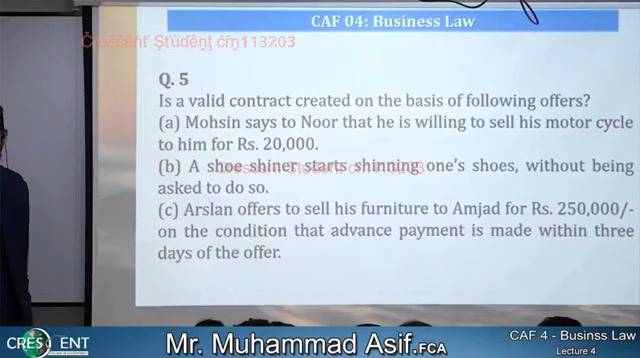 CAF 04: Business Law
Q. 5
Is a valid contract created on the basis of following offers?
(a) Mohsin says to Noor that he is willing to sell his motor cycle
to him for Rs. 20,000.
(b) A shoe shiner starts shinning one's shoes, without being
asked to do so.
(c) Arslan offers to sell his furniture to Amjad for Rs. 250,000/-
on the condition that advance payment is made within three
days of the offer.
CRESCENT
Mr. Muhammad Asif.FCA
CAF 4 - Businss Law
Lecture 4